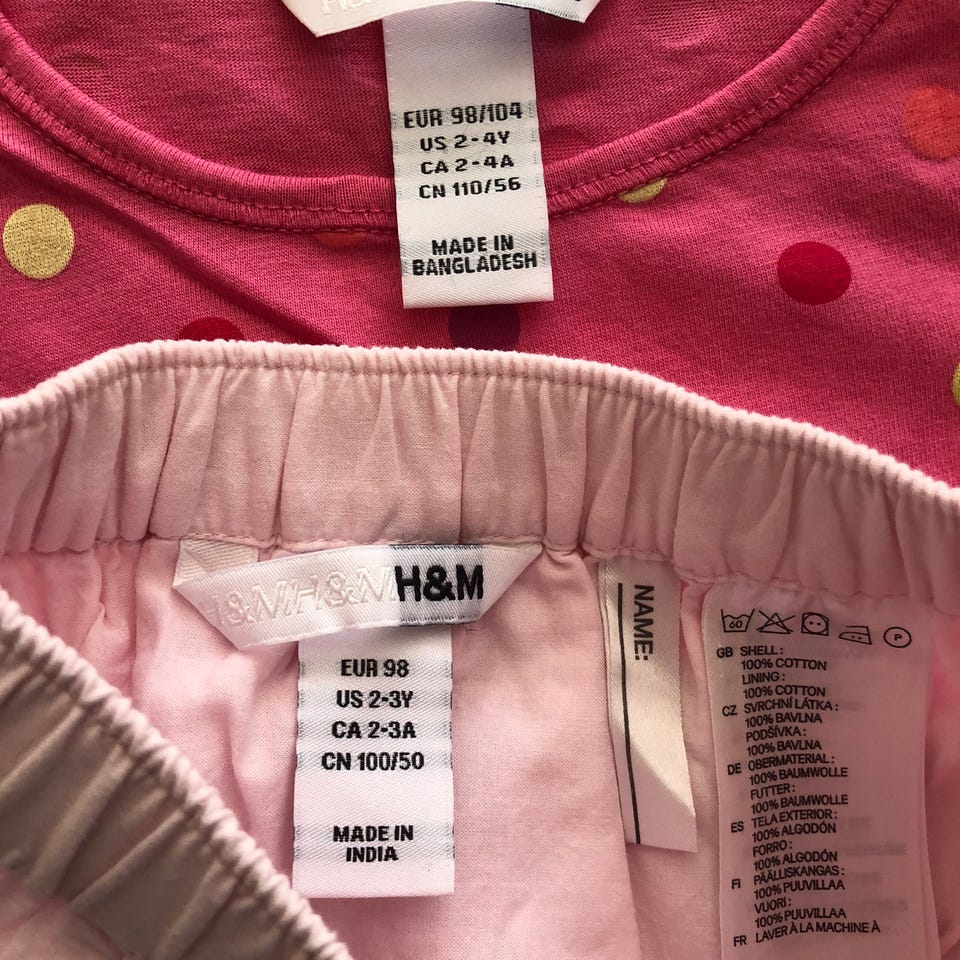 H&M
EUR 98/104
US 2-4Y
CA 2-4A
CN 110/56
MADE IN
BANGLADESH
H&MH&MH&M
EUR 98
US 2-3Y
CA 2-3A
CN 100/50
MADE IN
INDIA
NAME:
60 P
GB SHELL:
100% COTTON
LINING:
100% COTTON
CZ SVRCHNÍ LÁTKA:
100% BAVLNA
PODŠÍVKA:
100% BAVLNA
DE OBERMATERIAL:
100% BAUMWOLLE
FUTTER:
100% BAUMWOLLE
ES TELA EXTERIOR:
100% ALGODÓN
FORRO:
100% ALGODÓN
FI PÄÄLLISKANGAS:
100% PUUVILLAA
VUORI:
100% PUUVILLAA
FR LAVER À LA MACHINE À